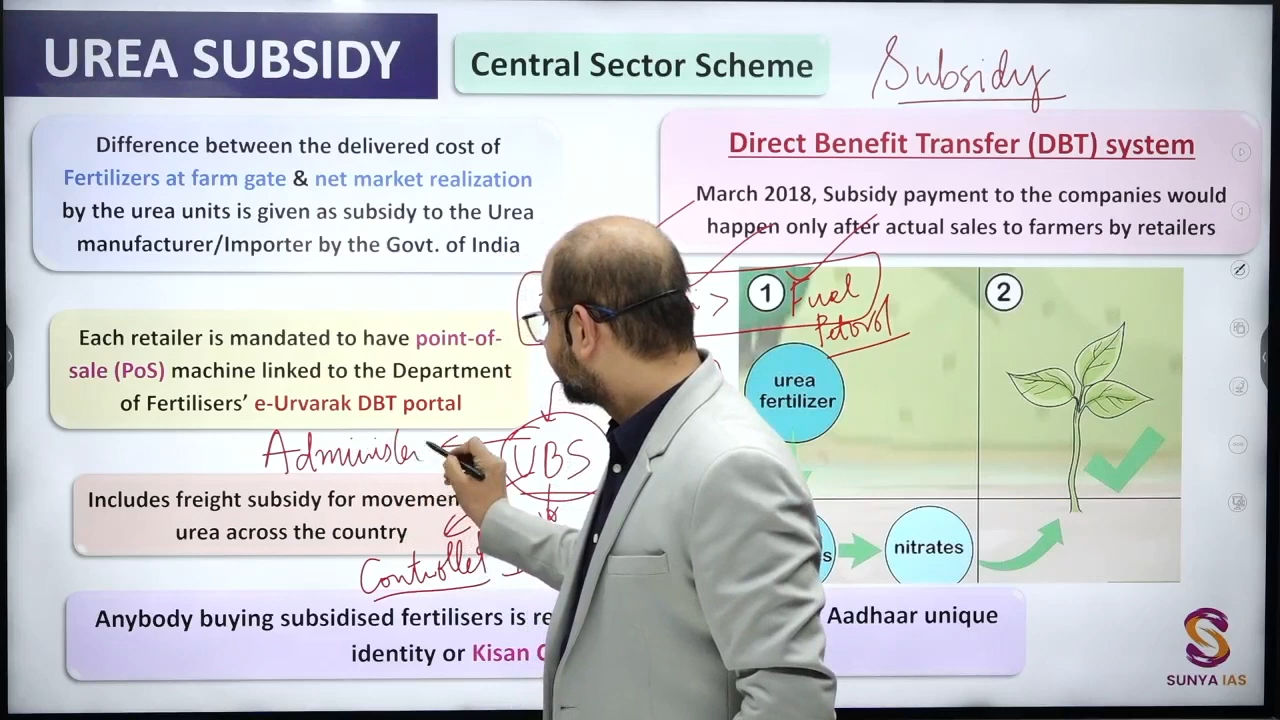 UREA SUBSIDY
Central Sector Scheme
Subsidy
Difference between the delivered cost of
Fertilizers at farm gate & net market realization
by the urea units is given as subsidy to the Urea
manufacturer/Importer by the Govt. of India
Direct Benefit Transfer (DBT) system
March 2018, Subsidy payment to the companies would
happen only after actual sales to farmers by retailers
Each retailer is mandated to have point-of-
sale (PoS) machine linked to the Department
of Fertilisers' e-Urvarak DBT portal
> 1 Fuel
Petorol
2
urea
fertilizer
Administer
UBS
Includes freight subsidy for
urea across the country
nitrates
Controlled
Anybody buying subsidised fertilisers is Aadhaar unique
identity or Kisan
SUNYA IAS